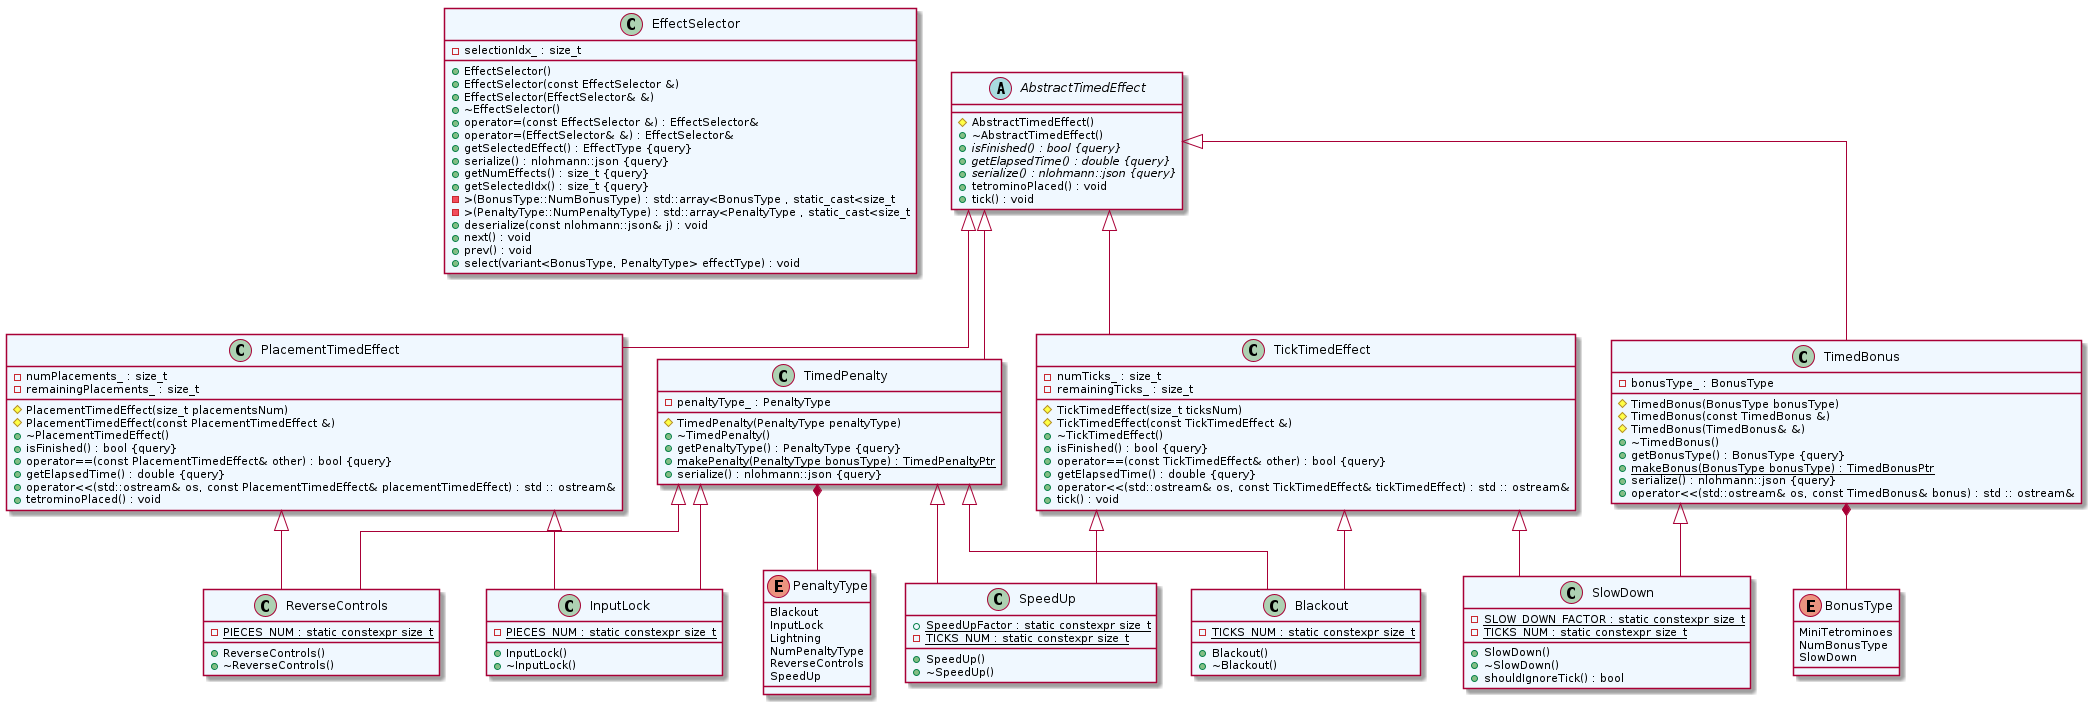 C EffectSelector
selectionIdx_ : size_t
EffectSelector()
EffectSelector(const EffectSelector &)
EffectSelector(EffectSelector& &)
~EffectSelector()
operator=(const EffectSelector &) : EffectSelector&
operator=(EffectSelector& &) : EffectSelector&
getSelectedEffect() : EffectType {query}
serialize() : nlohmann::json {query}
getNumEffects() : size_t {query}
getSelectedIdx() : size_t {query}
>(BonusType::NumBonusType) : std::array<BonusType , static_cast<size_t
>(PenaltyType::NumPenaltyType) : std::array<PenaltyType , static_cast<size_t
deserialize(const nlohmann::json& j) : void
next() : void
prev() : void
select(variant<BonusType, PenaltyType> effectType) : void
A AbstractTimedEffect
AbstractTimedEffect()
~AbstractTimedEffect()
isFinished() : bool {query}
getElapsedTime() : double {query}
serialize() : nlohmann::json {query}
tetrominoPlaced() : void
tick() : void
C PlacementTimedEffect
numPlacements_ : size_t
remainingPlacements_ : size_t
PlacementTimedEffect(size_t placementsNum)
PlacementTimedEffect(const PlacementTimedEffect &)
~PlacementTimedEffect()
isFinished() : bool {query}
operator==(const PlacementTimedEffect& other) : bool {query}
getElapsedTime() : double {query}
operator<<(std::ostream& os, const PlacementTimedEffect& placementTimedEffect) : std :: ostream&
tetrominoPlaced() : void
C TimedPenalty
penaltyType_ : PenaltyType
TimedPenalty(PenaltyType penaltyType)
~TimedPenalty()
getPenaltyType() : PenaltyType {query}
makePenalty(PenaltyType bonusType) : TimedPenaltyPtr
serialize() : nlohmann::json {query}
C TickTimedEffect
numTicks_ : size_t
remainingTicks_ : size_t
TickTimedEffect(size_t ticksNum)
TickTimedEffect(const TickTimedEffect &)
~TickTimedEffect()
isFinished() : bool {query}
operator==(const TickTimedEffect& other) : bool {query}
getElapsedTime() : double {query}
operator<<(std::ostream& os, const TickTimedEffect& tickTimedEffect) : std :: ostream&
tick() : void
C TimedBonus
bonusType_ : BonusType
TimedBonus(BonusType bonusType)
TimedBonus(const TimedBonus &)
TimedBonus(TimedBonus& &)
~TimedBonus()
getBonusType() : BonusType {query}
makeBonus(BonusType bonusType) : TimedBonusPtr
serialize() : nlohmann::json {query}
operator<<(std::ostream& os, const TimedBonus& bonus) : std :: ostream&
C ReverseControls
PIECES_NUM : static constexpr size_t
ReverseControls()
~ReverseControls()
C InputLock
PIECES_NUM : static constexpr size_t
InputLock()
~InputLock()
E PenaltyType
Blackout
InputLock
Lightning
NumPenaltyType
ReverseControls
SpeedUp
C SpeedUp
SpeedUpFactor : static constexpr size_t
TICKS_NUM : static constexpr size_t
SpeedUp()
~SpeedUp()
C Blackout
TICKS_NUM : static constexpr size_t
Blackout()
~Blackout()
C SlowDown
SLOW_DOWN_FACTOR : static constexpr size_t
TICKS_NUM : static constexpr size_t
SlowDown()
~SlowDown()
shouldIgnoreTick() : bool
E BonusType
MiniTetrominoes
NumBonusType
SlowDown